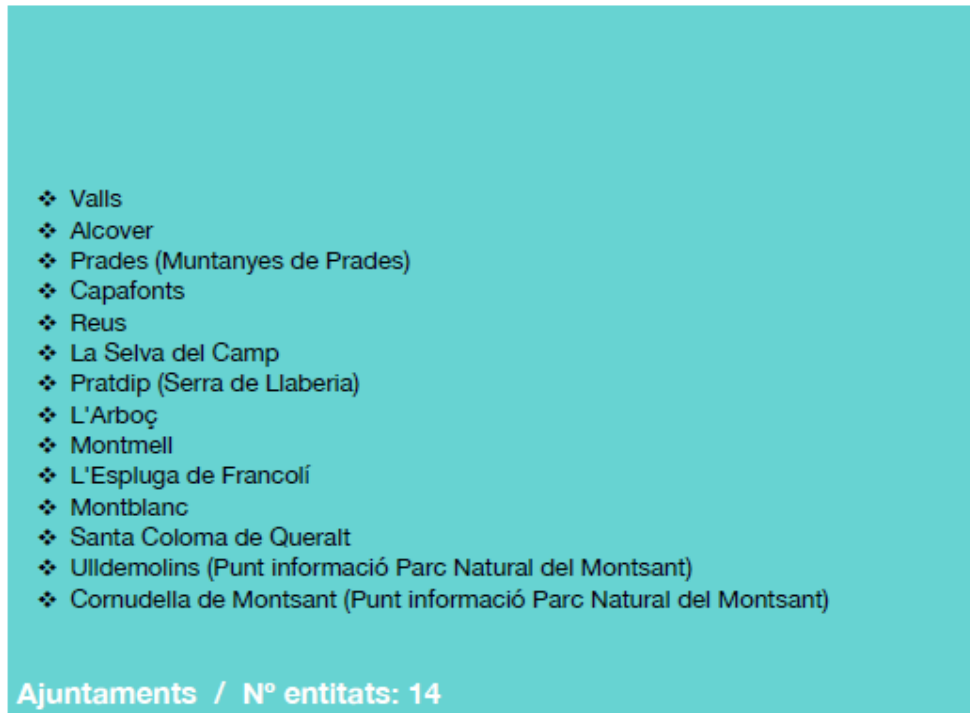 ❖ Valls
❖ Alcover
❖ Prades (Muntanyes de Prades)
❖ Capafonts
❖ Reus
❖ La Selva del Camp
❖ Pratdip (Serra de Llaberia)
❖ L'Arboç
❖ Montmell
❖ L'Espluga de Francolí
❖ Montblanc
❖ Santa Coloma de Queralt
❖ Ulldemolins (Punt informació Parc Natural del Montsant)
❖ Cornudella de Montsant (Punt informació Parc Natural del Montsant)
Ajuntaments / Nº entitats: 14